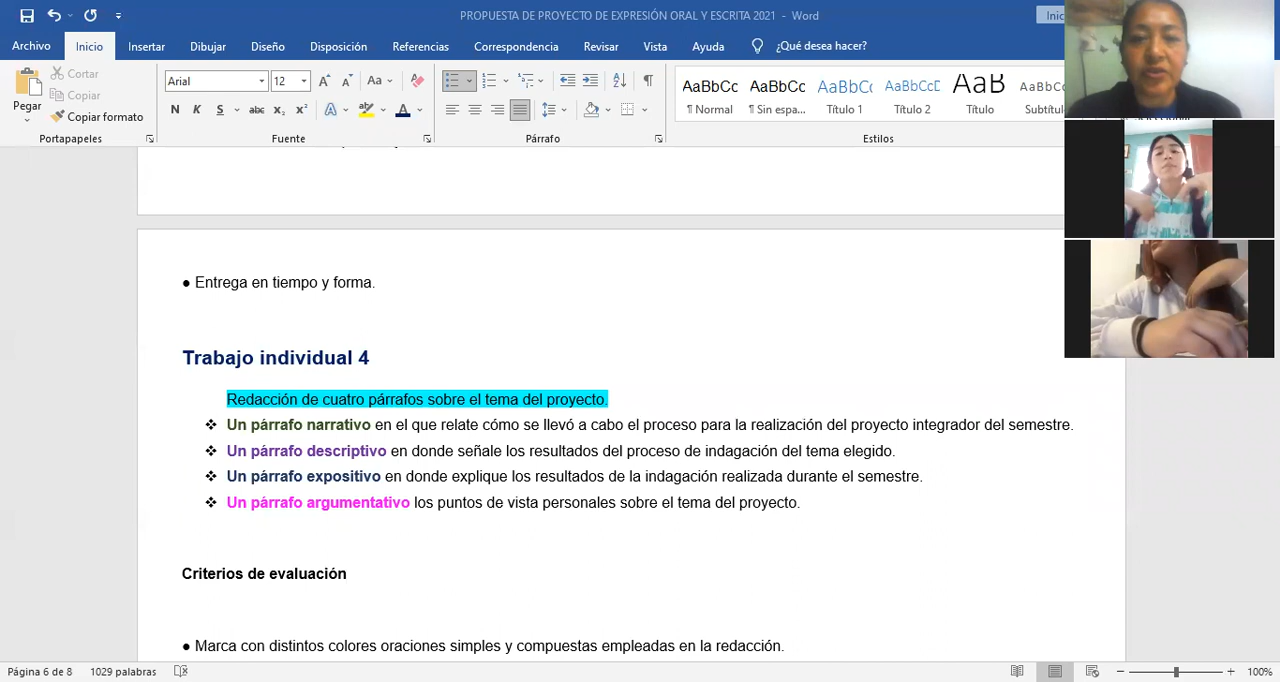 PROPUESTA DE PROYECTO DE EXPRESIÓN ORAL Y ESCRITA 2021 - Word
Inic
Archivo Inicio Insertar Dibujar Diseño Disposición Referencias Correspondencia Revisar Vista Ayuda ¿Qué desea hacer?
Pegar
Cortar
Copiar
Copiar formato
Portapapeles
Arial 12
Aa
N K S abc x₂ x² A A
Fuente
Párrafo
AaBbCc AaBbCc AaBbCc AaBbCcD AaB AaBbCc
¶ Normal ¶ Sin espa... Título 1 Título 2 Título Subtítul
Estilos
● Entrega en tiempo y forma.
Trabajo individual 4
Redacción de cuatro párrafos sobre el tema del proyecto.
❖ Un párrafo narrativo en el que relate cómo se llevó a cabo el proceso para la realización del proyecto integrador del semestre.
❖ Un párrafo descriptivo en donde señale los resultados del proceso de indagación del tema elegido.
❖ Un párrafo expositivo en donde explique los resultados de la indagación realizada durante el semestre.
❖ Un párrafo argumentativo los puntos de vista personales sobre el tema del proyecto.
Criterios de evaluación
● Marca con distintos colores oraciones simples y compuestas empleadas en la redacción.
Página 6 de 8 1029 palabras 100%